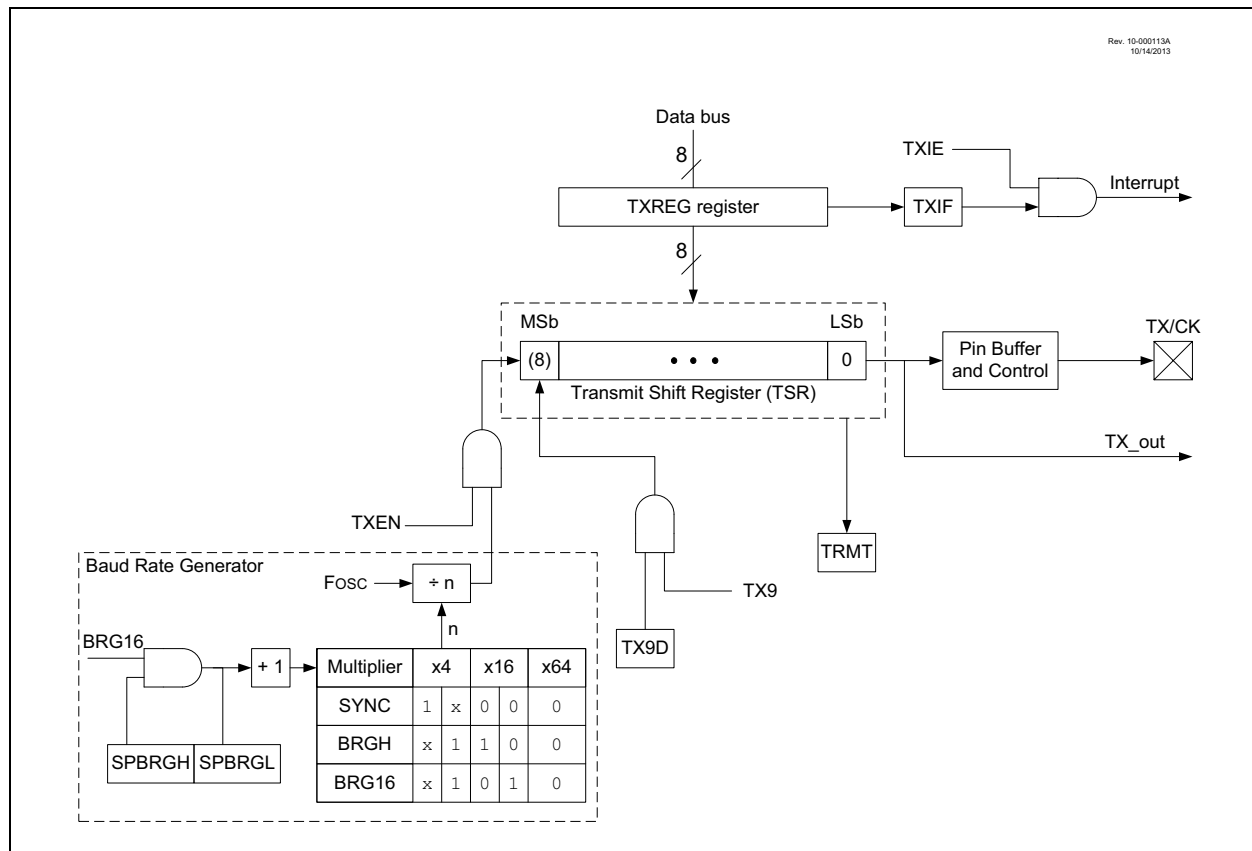 Rev. 10-000113A
10/14/2013
Data bus
8
TXIE
Interrupt
TXREG register
TXIF
8
MSb
LSb
TX/CK
(8)
• • •
0
Pin Buffer
and Control
Transmit Shift Register (TSR)
TX_out
TXEN
TRMT
Baud Rate Generator
FOSC
÷ n
TX9
n
TX9D
BRG16
+ 1
Multiplier x4 x16 x64
SYNC 1 x 0 0 0
BRGH x 1 1 0 0
BRG16 x 1 0 1 0
SPBRGH SPBRGL